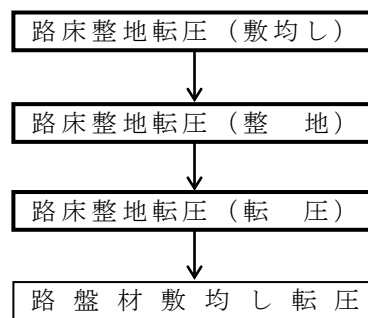 路床整地転圧（敷均し）
路床整地転圧（整　地）
路床整地転圧（転　圧）
路盤材敷均し転圧